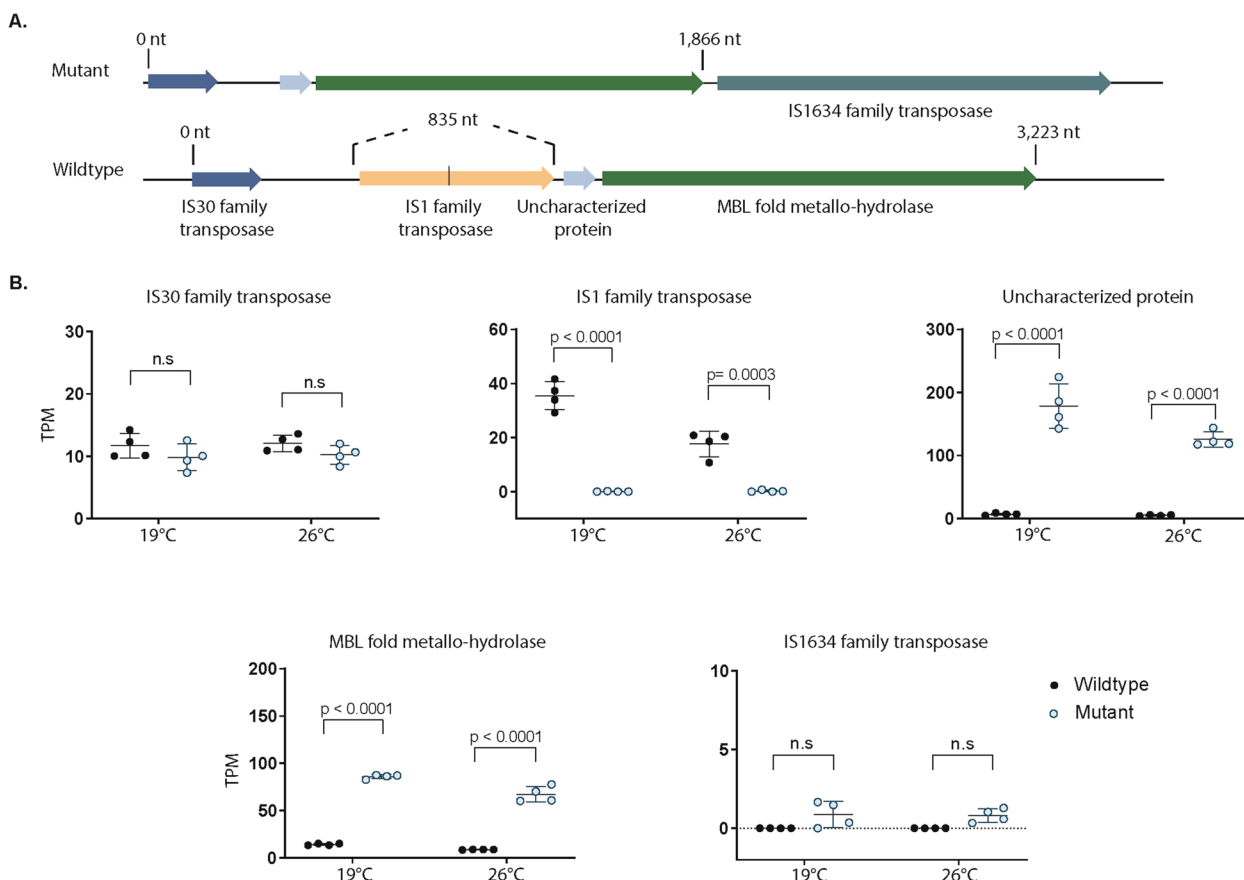 A.
0 nt
1,866 nt
Mutant
IS1634 family transposase
835 nt
0 nt
3,223 nt
Wildtype
IS30 family
transposase
IS1 family
transposase
Uncharacterized
protein
MBL fold metallo-hydrolase
B.
IS30 family transposase
TPM
30
20
10
0
n.s
n.s
19°C
26°C
IS1 family transposase
60
40
20
0
p < 0.0001
p= 0.0003
19°C
26°C
Uncharacterized protein
300
200
100
0
p < 0.0001
p < 0.0001
19°C
26°C
MBL fold metallo-hydrolase
TPM
200
150
100
50
0
p < 0.0001
p < 0.0001
19°C
26°C
IS1634 family transposase
10
5
0
n.s
n.s
19°C
26°C
Wildtype
Mutant